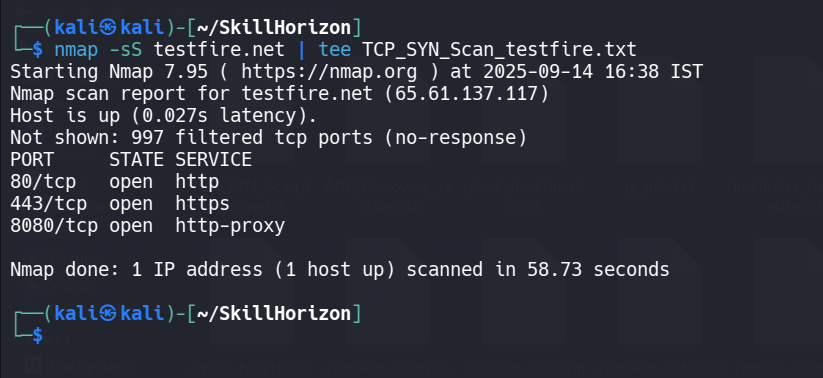 ┌──(kali㉿kali)-[~/SkillHorizon]
└─$ nmap -sS testfire.net | tee TCP_SYN_Scan_testfire.txt
Starting Nmap 7.95 ( https://nmap.org ) at 2025-09-14 16:38 IST
Nmap scan report for testfire.net (65.61.137.117)
Host is up (0.027s latency).
Not shown: 997 filtered tcp ports (no-response)
PORT     STATE SERVICE
80/tcp   open  http
443/tcp  open  https
8080/tcp open  http-proxy
Nmap done: 1 IP address (1 host up) scanned in 58.73 seconds
┌──(kali㉿kali)-[~/SkillHorizon]
└─$
File System